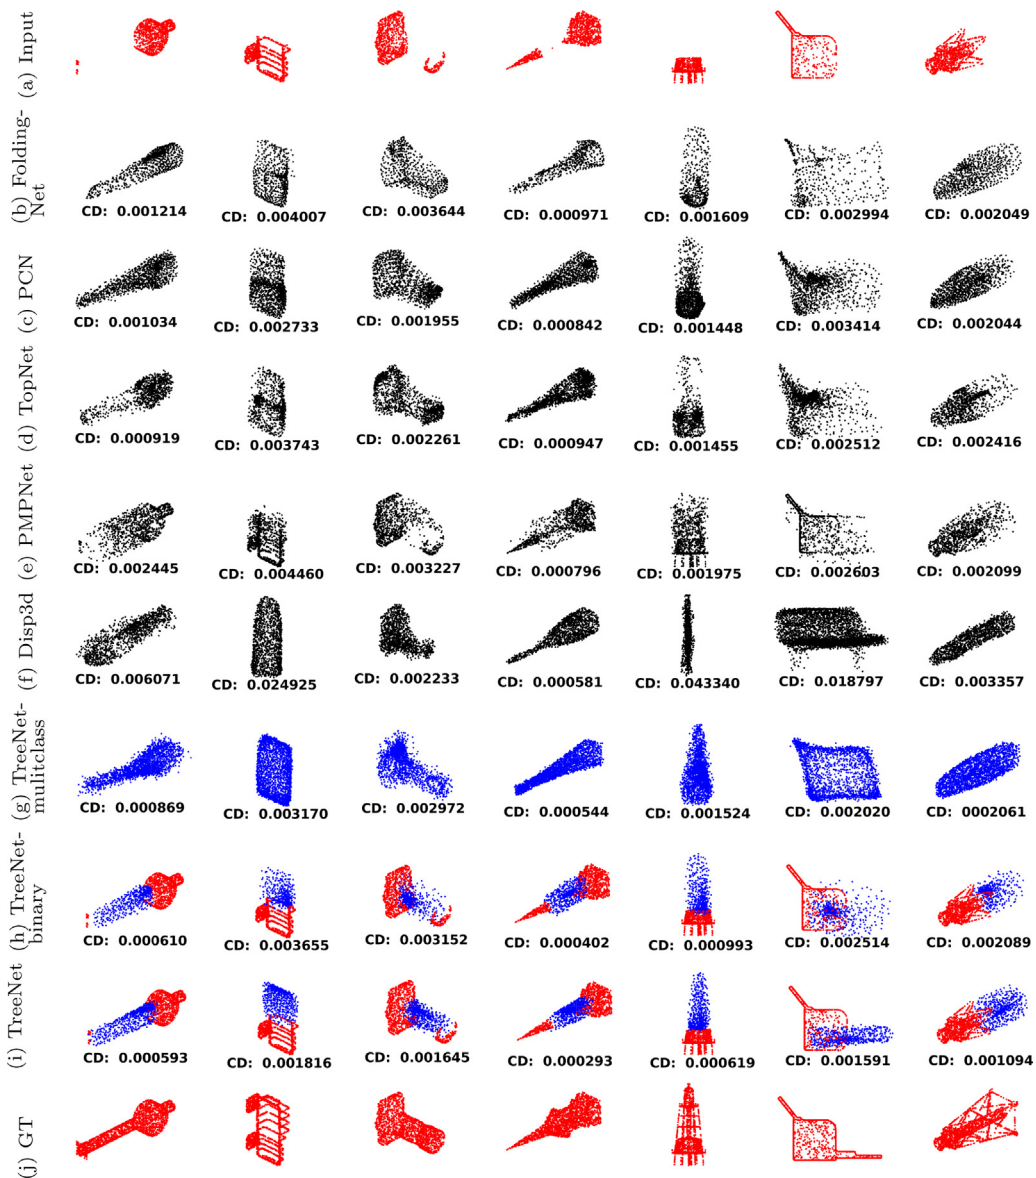 (a) Input
(b) Folding-
Net
CD: 0.001214 CD: 0.004007 CD: 0.003644 CD: 0.000971 CD: 0.001609 CD: 0.002994 CD: 0.002049
(c) PCN
CD: 0.001034 CD: 0.002733 CD: 0.001955 CD: 0.000842 CD: 0.001448 CD: 0.003414 CD: 0.002044
(d) TopNet
CD: 0.000919 CD: 0.003743 CD: 0.002261 CD: 0.000947 CD: 0.001455 CD: 0.002512 CD: 0.002416
(e) PMPNet
CD: 0.002445 CD: 0.004460 CD: 0.003227 CD: 0.000796 CD: 0.001975 CD: 0.002603 CD: 0.002099
(f) Disp3d
CD: 0.006071 CD: 0.024925 CD: 0.002233 CD: 0.000581 CD: 0.043340 CD: 0.018797 CD: 0.003357
(g) TreeNet-
mulitclass
CD: 0.000869 CD: 0.003170 CD: 0.002972 CD: 0.000544 CD: 0.001524 CD: 0.002020 CD: 0002061
(h) TreeNet-
binary
CD: 0.000610 CD: 0.003655 CD: 0.003152 CD: 0.000402 CD: 0.000993 CD: 0.002514 CD: 0.002089
(i) TreeNet
CD: 0.000593 CD: 0.001816 CD: 0.001645 CD: 0.000293 CD: 0.000619 CD: 0.001591 CD: 0.001094
(j) GT